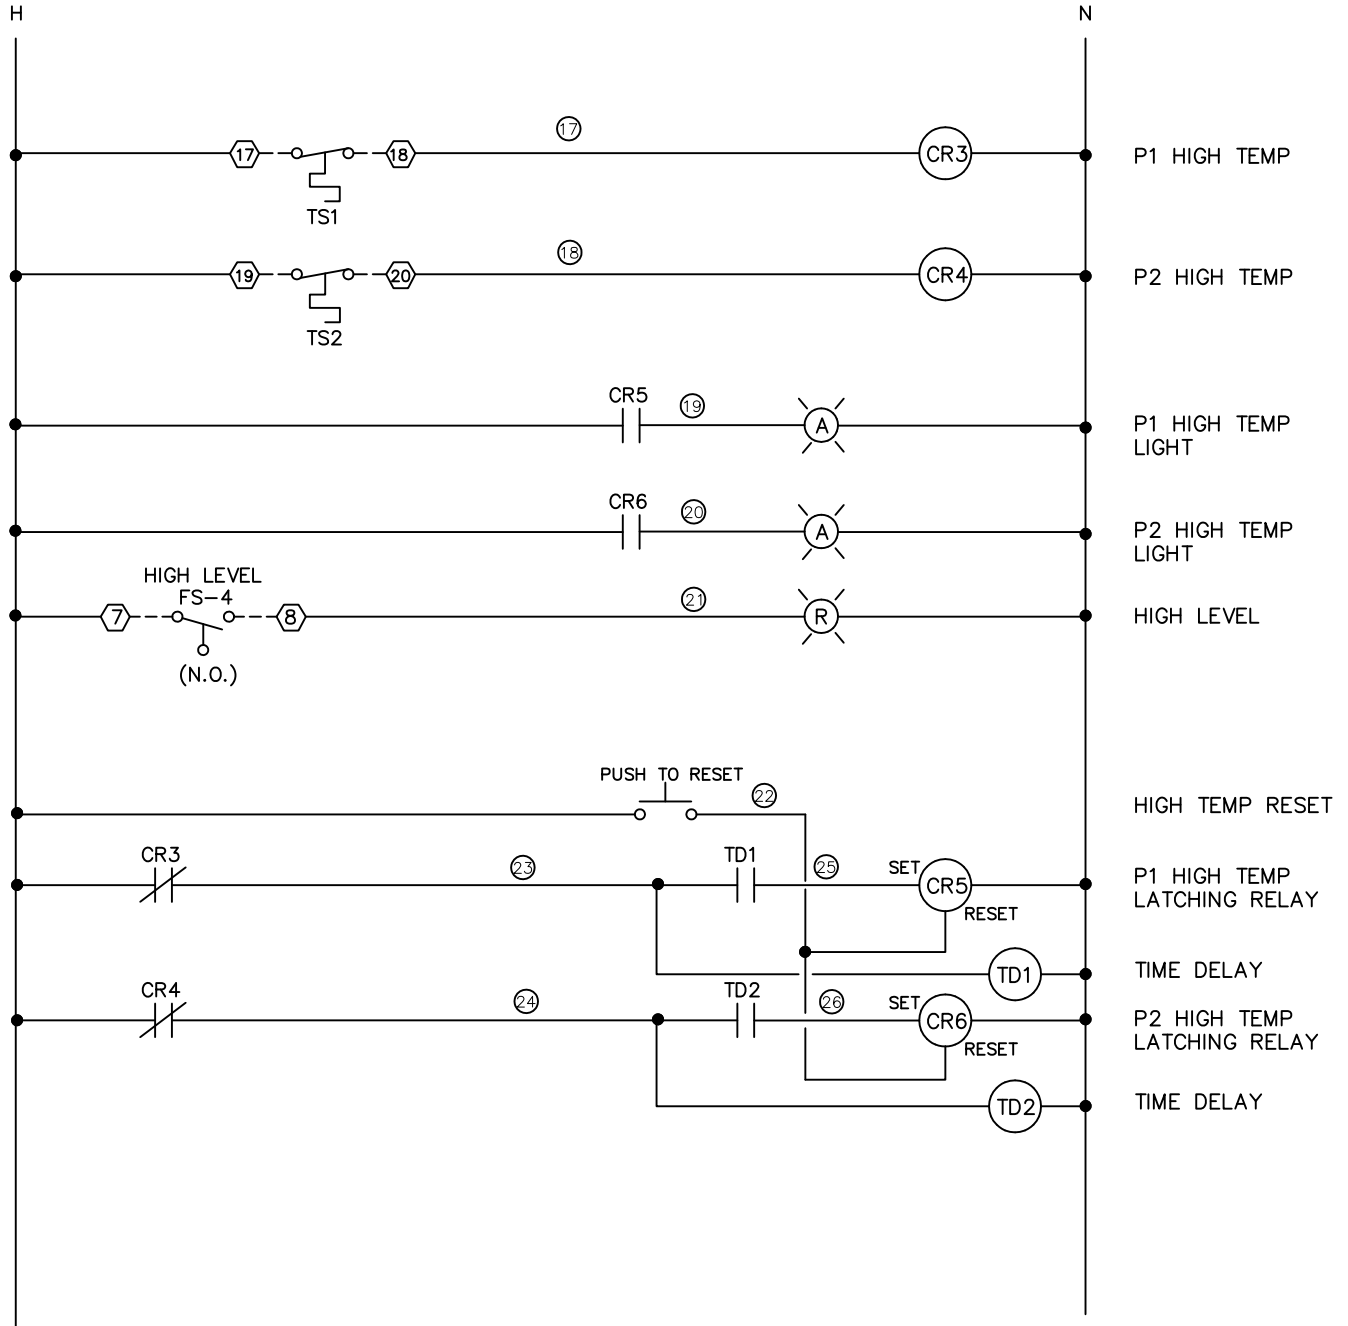 H N
17
17 18 CR3 P1 HIGH TEMP
TS1
18
19 20 CR4 P2 HIGH TEMP
TS2
CR5 19 A P1 HIGH TEMP
LIGHT
CR6 20 A P2 HIGH TEMP
LIGHT
HIGH LEVEL
FS-4
7 8 21 R HIGH LEVEL
(N.O.)
PUSH TO RESET 22 HIGH TEMP RESET
CR3 23 TD1 25 SET CR5 P1 HIGH TEMP
RESET LATCHING RELAY
TD1 TIME DELAY
CR4 24 TD2 26 SET CR6 P2 HIGH TEMP
RESET LATCHING RELAY
TD2 TIME DELAY